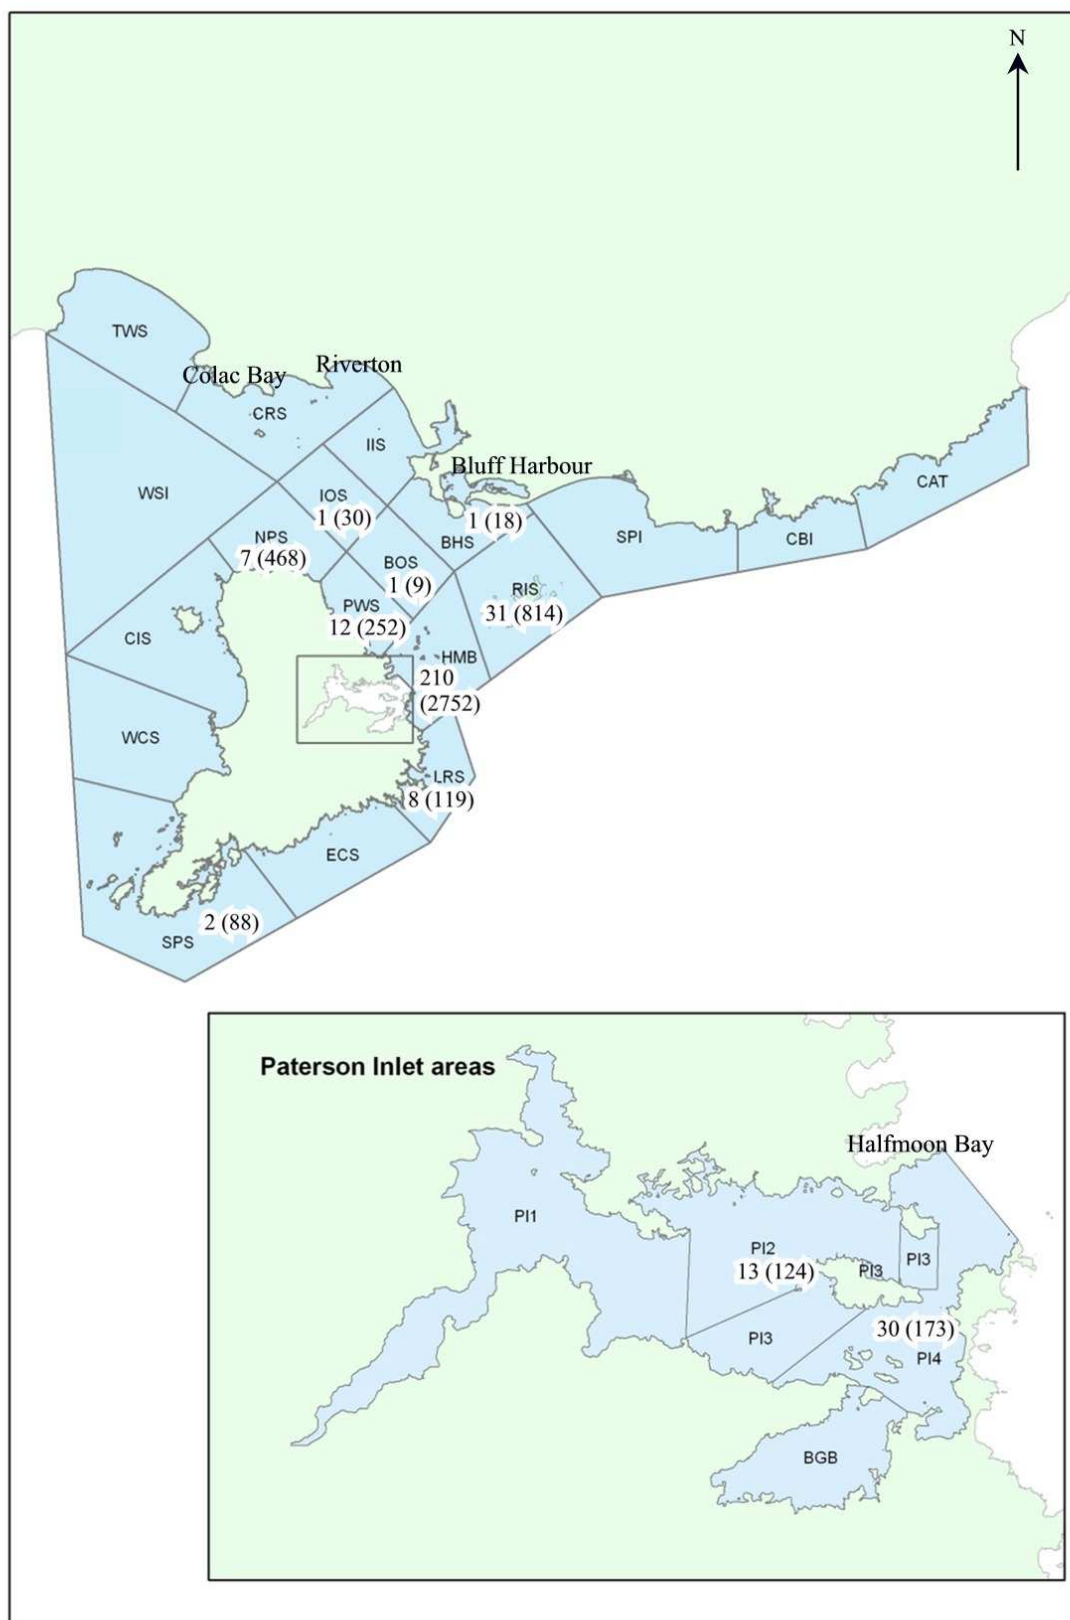 N
TWS
Riverton
Colac Bay
CRS
IIS
Bluff Harbour
CAT
WSI
IOS
1 (30)
1 (18)
NPS
7 (468)
BHS
SPI
CBI
BOS
1 (9)
RIS
31 (814)
PWS
12 (252)
CIS
HMB
210
(2752)
WCS
LRS
8 (119)
ECS
2 (88)
SPS
Paterson Inlet areas
Halfmoon Bay
PI1
PI2
13 (124)
PI3
PI3
PI3
30 (173)
PI4
BGB